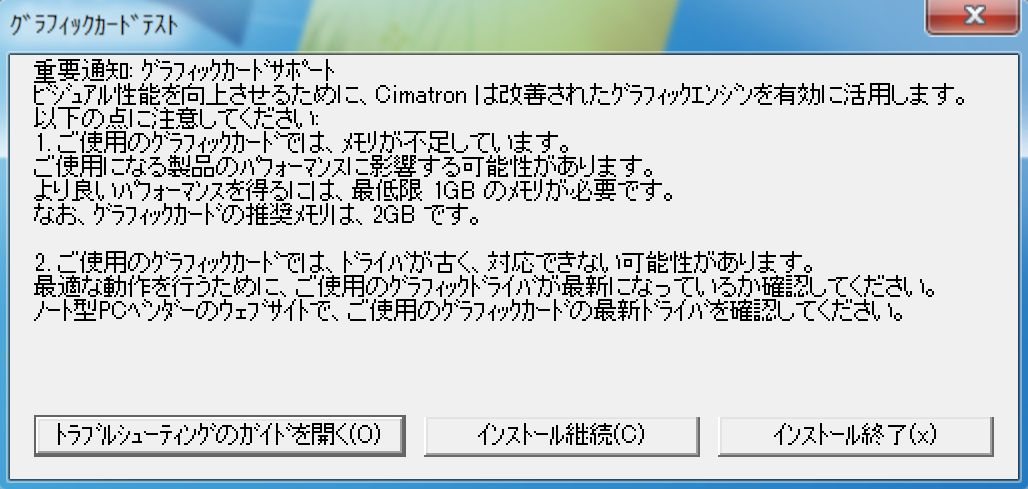 グラフィックカードテスト
重要通知: グラフィックカードサポート
ビジュアル性能を向上させるために、Cimatron は改善されたグラフィックエンジンを有効に活用します。
以下の点に注意してください:
1. ご使用のグラフィックカードでは、メモリが不足しています。
ご使用になる製品のパフォーマンスに影響する可能性があります。
より良いパフォーマンスを得るには、最低限 1GB のメモリが必要です。
なお、グラフィックカードの推奨メモリは、2GB です。
2. ご使用のグラフィックカードでは、ドライバが古く、対応できない可能性があります。
最適な動作を行うために、ご使用のグラフィックドライバが最新になっているか確認してください。
ノート型PCベンダーのウェブサイトで、ご使用のグラフィックカードの最新ドライバを確認してください。
トラブルシューティングのガイドを開く(O)
インストール継続(C)
インストール終了(x)